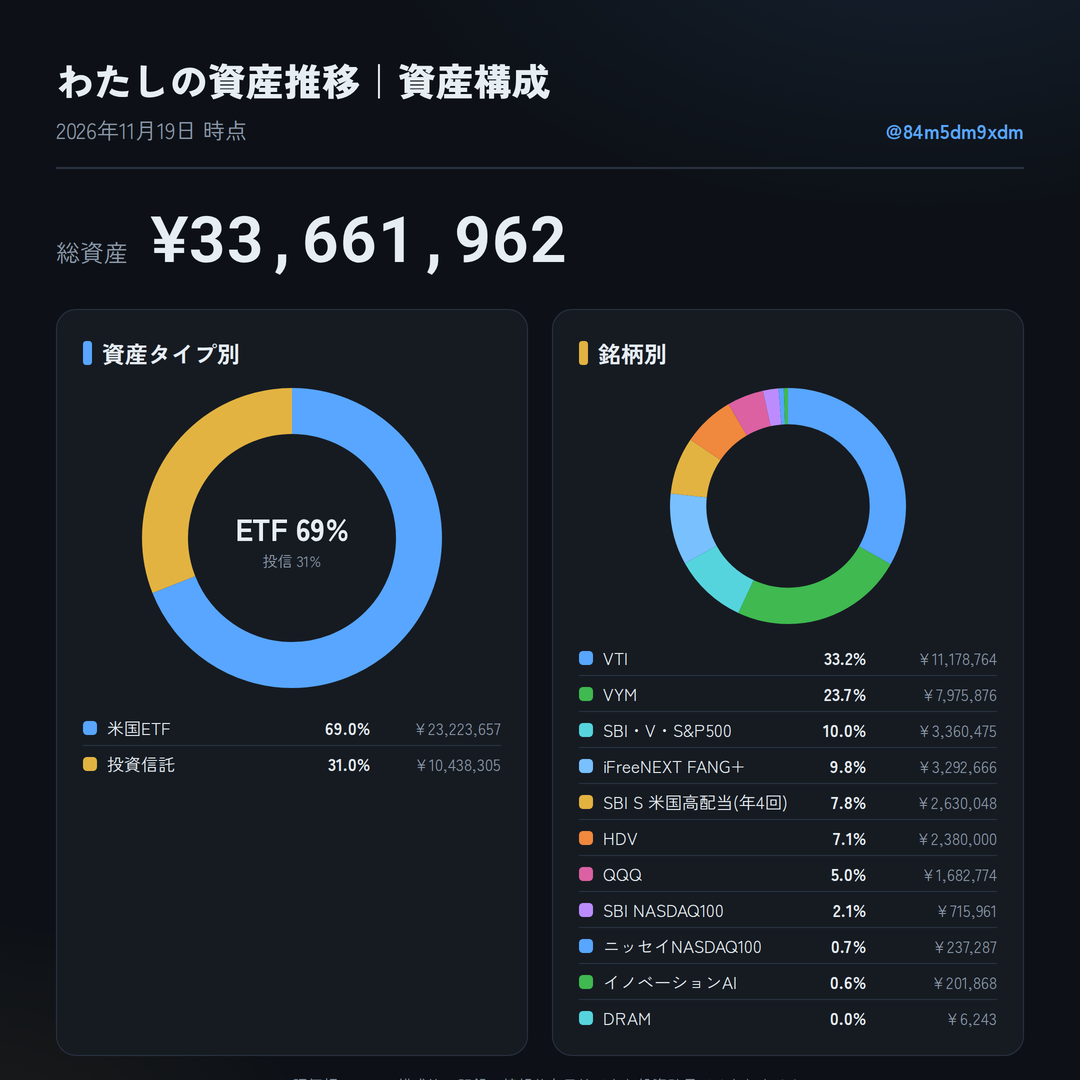 わたしの資産推移｜資産構成
2026年11月19日 時点
@84m5dm9xdm
総資産 ¥33,661,962
資産タイプ別
ETF 69%
投信 31%
米国ETF 69.0% ¥23,223,657
投資信託 31.0% ¥10,438,305
銘柄別
VTI 33.2% ¥11,178,764
VYM 23.7% ¥7,975,876
SBI・V・S&P500 10.0% ¥3,360,475
iFreeNEXT FANG＋ 9.8% ¥3,292,666
SBI S 米国高配当(年4回) 7.8% ¥2,630,048
HDV 7.1% ¥2,380,000
QQQ 5.0% ¥1,682,774
SBI NASDAQ100 2.1% ¥715,961
ニッセイNASDAQ100 0.7% ¥237,287
イノベーションAI 0.6% ¥201,868
DRAM 0.0% ¥6,243